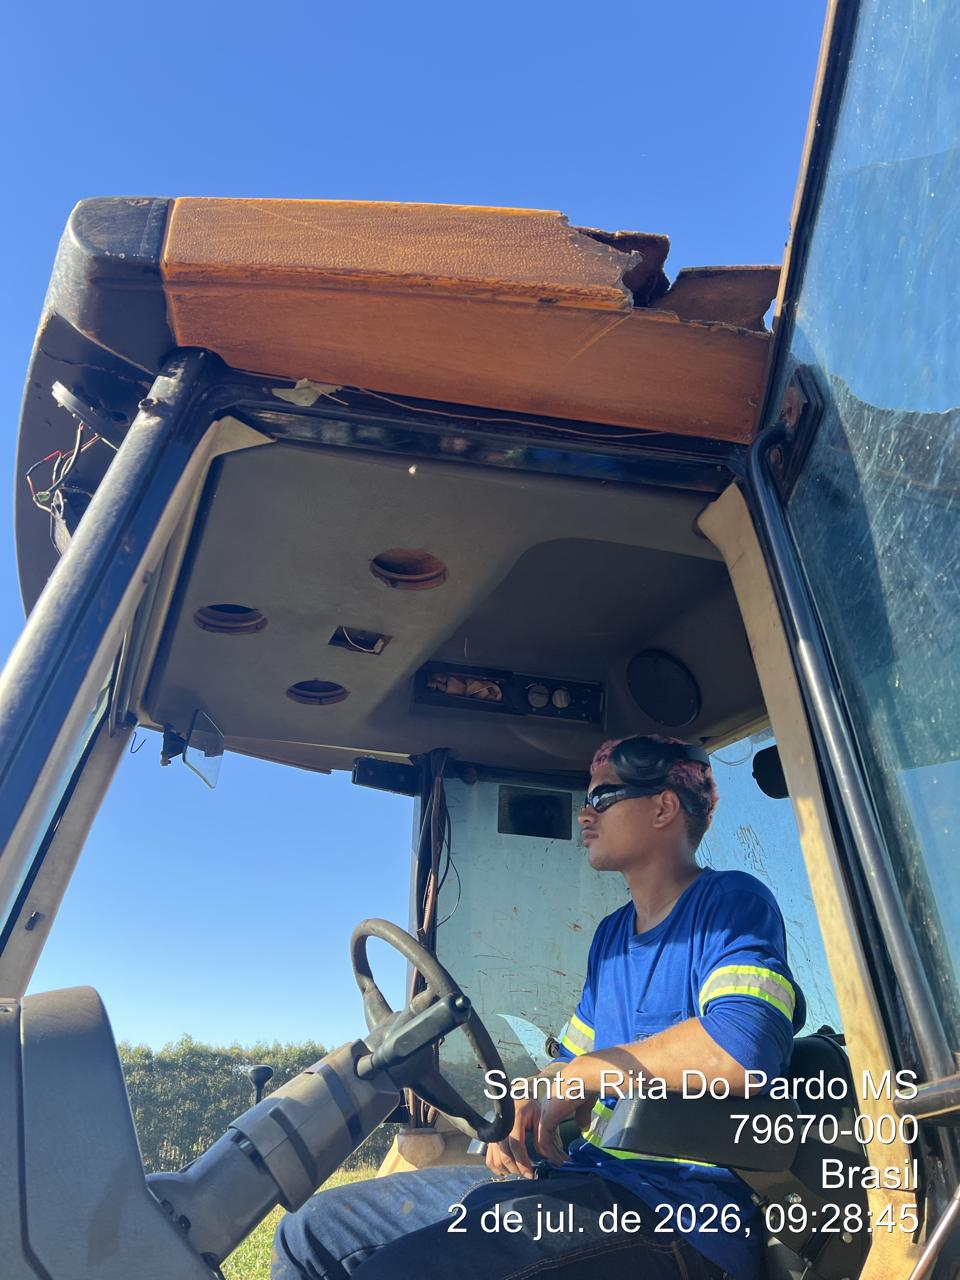 Santa Rita Do Pardo MS
79670-000
Brasil
2 de jul. de 2026, 09:28:45